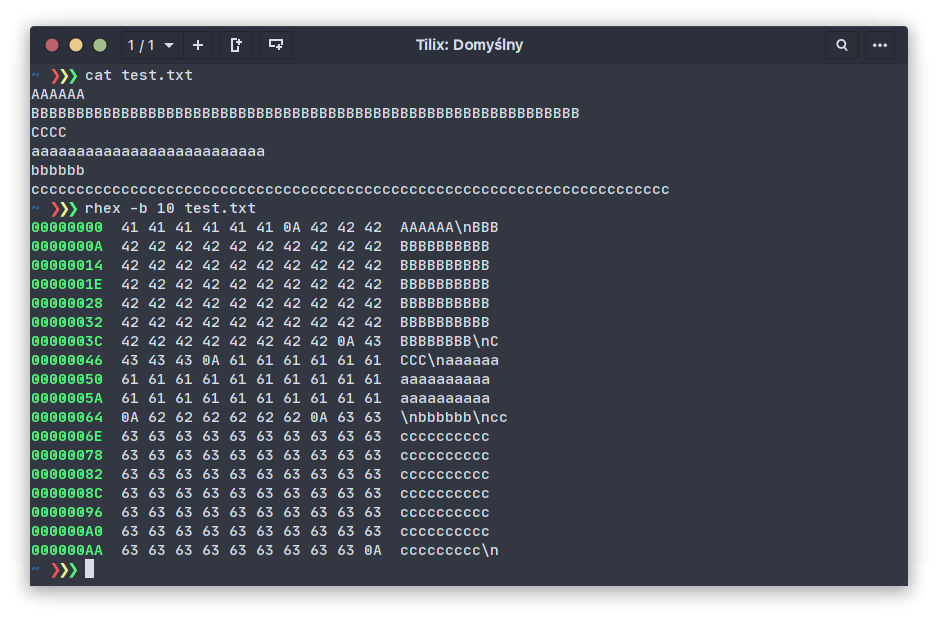 1 / 1
Tilix: Domyślny
~ ❯❯❯ cat test.txt
AAAAAA
BBBBBBBBBBBBBBBBBBBBBBBBBBBBBBBBBBBBBBBBBBBBBBBBBBBBBBBBBBBBB
CCCC
aaaaaaaaaaaaaaaaaaaaaaaaaa
bbbbbb
ccccccccccccccccccccccccccccccccccccccccccccccccccccccccccccccccccccccc
~ ❯❯❯ rhex -b 10 test.txt
00000000  41 41 41 41 41 41 0A 42 42 42  AAAAAA\nBBB
0000000A  42 42 42 42 42 42 42 42 42 42  BBBBBBBBBB
00000014  42 42 42 42 42 42 42 42 42 42  BBBBBBBBBB
0000001E  42 42 42 42 42 42 42 42 42 42  BBBBBBBBBB
00000028  42 42 42 42 42 42 42 42 42 42  BBBBBBBBBB
00000032  42 42 42 42 42 42 42 42 42 42  BBBBBBBBBB
0000003C  42 42 42 42 42 42 42 42 0A 43  BBBBBBBB\nC
00000046  43 43 43 0A 61 61 61 61 61 61  CCC\naaaaaa
00000050  61 61 61 61 61 61 61 61 61 61  aaaaaaaaaa
0000005A  61 61 61 61 61 61 61 61 61 61  aaaaaaaaaa
00000064  0A 62 62 62 62 62 62 0A 63 63  \nbbbbbb\ncc
0000006E  63 63 63 63 63 63 63 63 63 63  cccccccccc
00000078  63 63 63 63 63 63 63 63 63 63  cccccccccc
00000082  63 63 63 63 63 63 63 63 63 63  cccccccccc
0000008C  63 63 63 63 63 63 63 63 63 63  cccccccccc
00000096  63 63 63 63 63 63 63 63 63 63  cccccccccc
000000A0  63 63 63 63 63 63 63 63 63 63  cccccccccc
000000AA  63 63 63 63 63 63 63 63 63 0A  ccccccccc\n
~ ❯❯❯